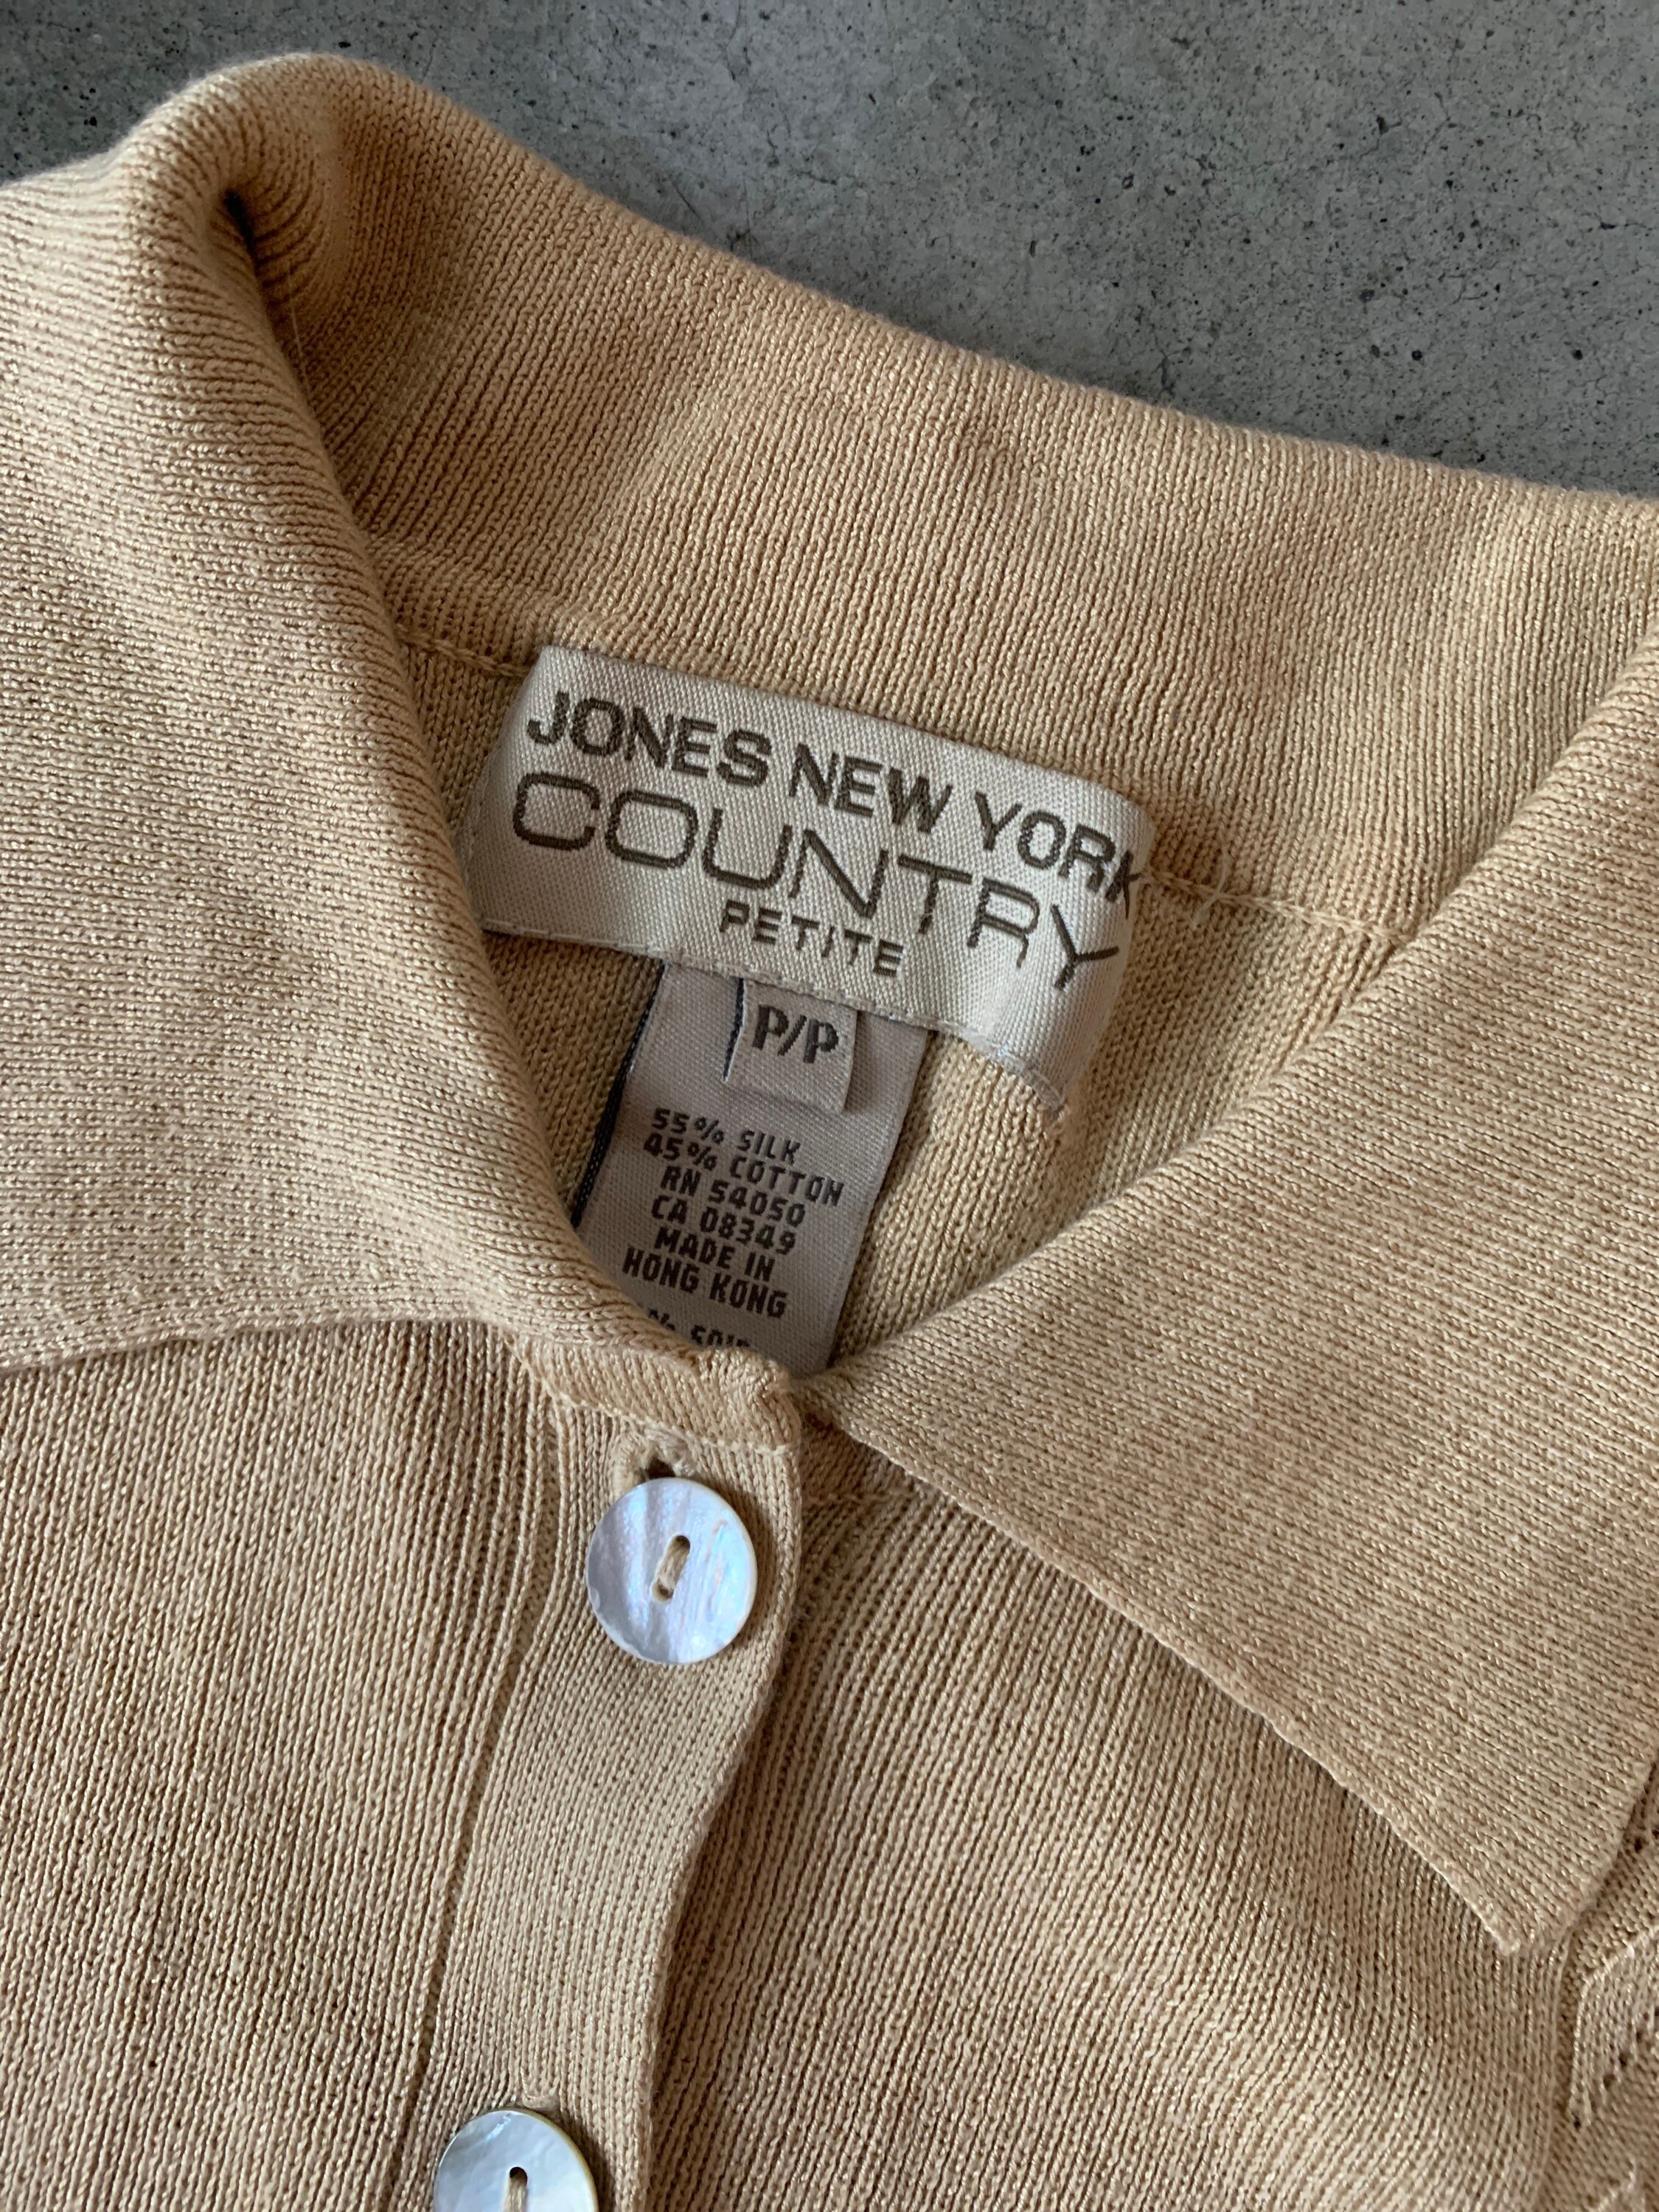 JONES NEW YORK
COUNTRY
PETITE
P/P
55% SILK
45% COTTON
RN 54050
CA 08349
MADE IN
HONG KONG